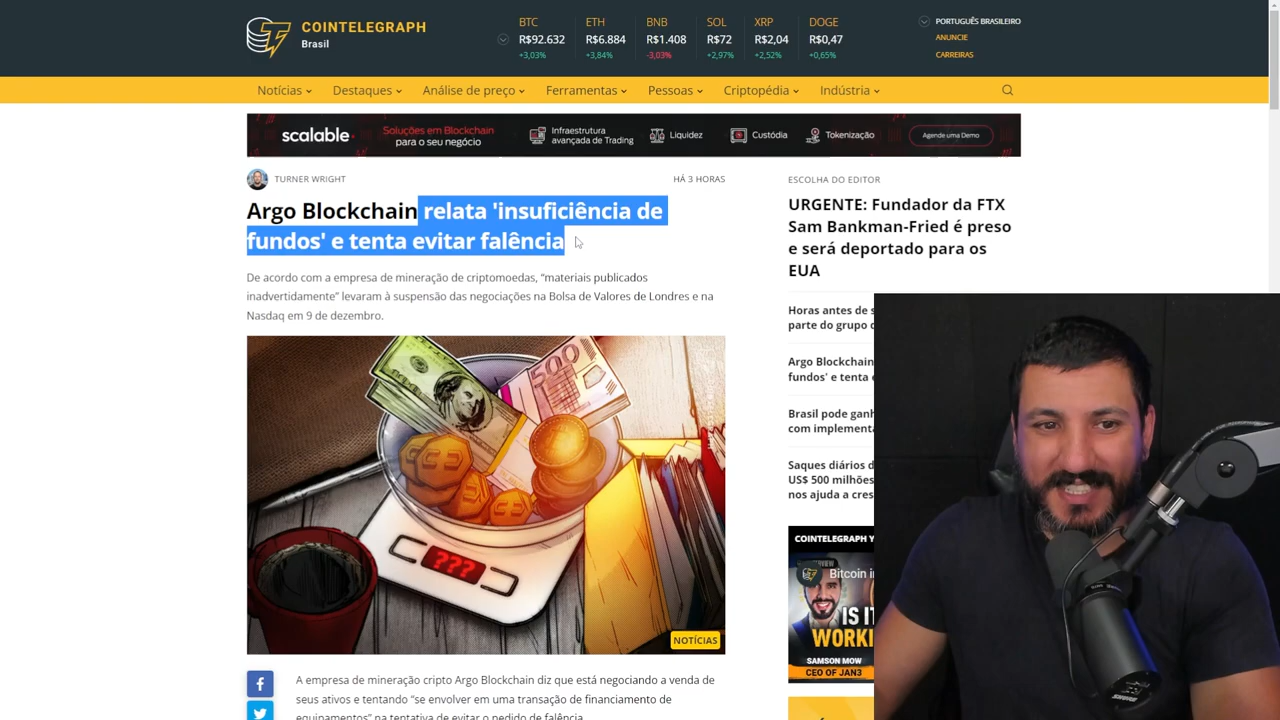 COINTELEGRAPH
Brasil
BTC
R$92.632
+3,03%
ETH
R$6.884
+3,84%
BNB
R$1.408
-3,03%
SOL
R$72
+2,97%
XRP
R$2,04
+2,52%
DOGE
R$0,47
+0,65%
PORTUGUÊS BRASILEIRO
ANUNCIE
CARREIRAS
Notícias
Destaques
Análise de preço
Ferramentas
Pessoas
Criptopédia
Indústria
scalable.
Soluções em Blockchain
para o seu negócio
Infraestrutura
avançada de Trading
Liquidez
Custódia
Tokenização
Agende uma Demo
TURNER WRIGHT
HÁ 3 HORAS
Argo Blockchain relata 'insuficiência de
fundos' e tenta evitar falência
De acordo com a empresa de mineração de criptomoedas, “materiais publicados
inadvertidamente” levaram à suspensão das negociações na Bolsa de Valores de Londres e na
Nasdaq em 9 de dezembro.
500
???
NOTÍCIAS
A empresa de mineração cripto Argo Blockchain diz que está negociando a venda de
seus ativos e tentando “se envolver em uma transação de financiamento de
equipamentos” na tentativa de evitar o pedido de falência.
ESCOLHA DO EDITOR
URGENTE: Fundador da FTX
Sam Bankman-Fried é preso
e será deportado para os
EUA
Horas antes de
parte do grupo
Argo Blockchain
fundos' e tenta
Brasil pode
com
Saques diários
US$ 500 milhões
nos ajuda a
COINTELEGRAPH
Bitcoin
IS I
WORKI
SAMSON MOW
CEO OF JAN3
SHURE